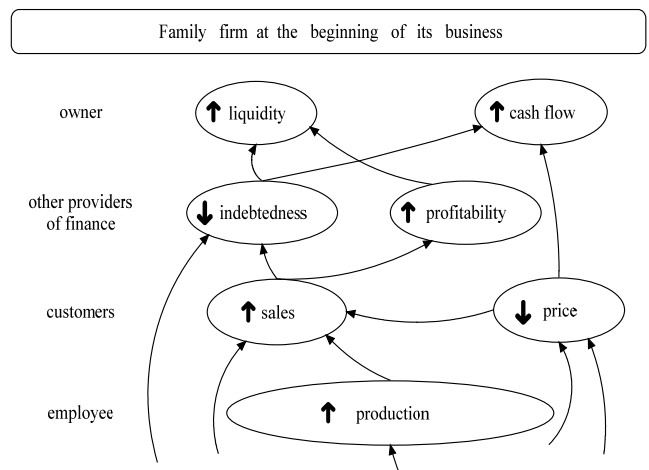 Family firm at the beginning of its business
owner
liquidity
cash flow
other providers
of finance
indebtedness
profitability
customers
sales
price
employee
production